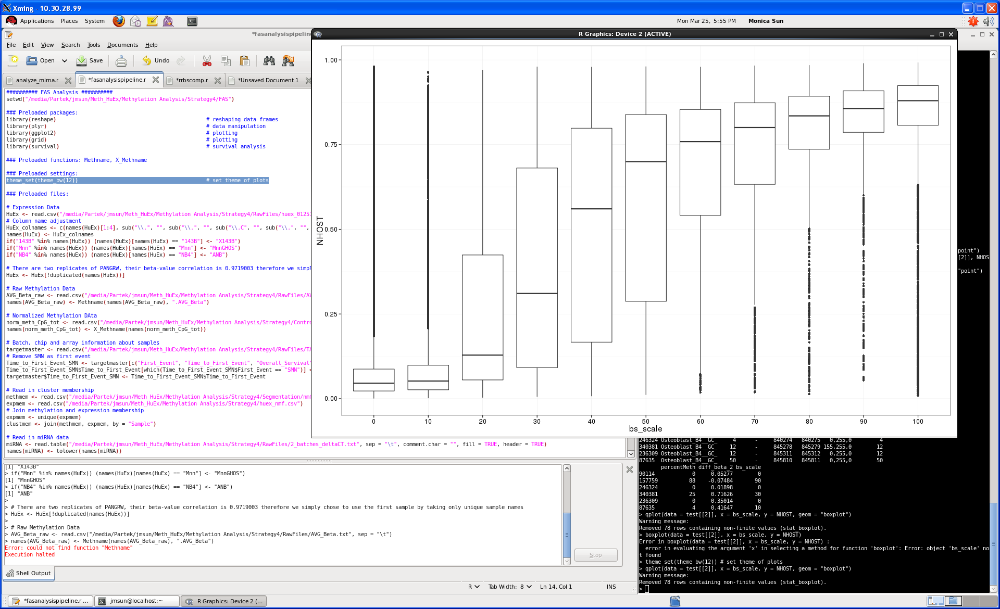 Xming - 10.30.28.99
Applications Places System
Mon Mar 25, 5:55 PM Monica Sun
*fasanalysispipeline
R Graphics: Device 2 (ACTIVE)
File Edit View Search Tools Documents Help
Open Save Undo
analyze_mirna.r *fasanalysispipeline.r *rrbscomp.r *Unsaved Document 1
########## FAS Analysis ##########
setwd("/media/Partek/jmsun/Meth_HuEx/Methylation Analysis/Strategy4/FAS")
### Preloaded packages:
library(reshape) # reshaping data frames
library(plyr) # data manipulation
library(ggplot2) # plotting
library(grid) # plotting
library(survival) # survival analysis
### Preloaded functions: Methname, X_Methname
### Preloaded settings:
theme_set(theme_bw(12)) # set theme of plots
### Preloaded files:
# Expression Data
HuEx <- read.csv("/media/Partek/jmsun/Meth_HuEx/Methylation Analysis/Strategy4/RawFiles/huex_0125
# Column name adjustment
HuEx_colnames <- c(names(HuEx)[1:4], sub("\\.", "", sub("\\.", "", sub("\\.C", "", sub("\\.", "",
names(HuEx) <- HuEx_colnames
if("143B" %in% names(HuEx)) (names(HuEx)[names(HuEx) == "143B"] <- "X143B")
if("Mnn" %in% names(HuEx)) (names(HuEx)[names(HuEx) == "Mnn"] <- "MnnGHOS")
if("NB4" %in% names(HuEx)) (names(HuEx)[names(HuEx) == "NB4"] <- "ANB")
# There are two replicates of PANGRW, their beta-value correlation is 0.9719003 therefore we simpl
HuEx <- HuEx[!duplicated(names(HuEx))]
# Raw Methylation Data
AVG_Beta_raw <- read.csv("/media/Partek/jmsun/Meth_HuEx/Methylation Analysis/Strategy4/RawFiles/AV
names(AVG_Beta_raw) <- Methname(names(AVG_Beta_raw), ".AVG_Beta")
# Normalized Methylation DAta
norm_meth_CpG_tot <- read.csv("/media/Partek/jmsun/Meth_HuEx/Methylation Analysis/Strategy4/Contro
names(norm_meth_CpG_tot) <- X_Methname(names(norm_meth_CpG_tot))
# Batch, chip and array information about samples
targetmaster <- read.csv("/media/Partek/jmsun/Meth_HuEx/Methylation Analysis/Strategy4/RawFiles/TA
# Remove SMN as first event
Time_to_First_Event_SMN <- targetmaster[c("First_Event", "Time_to_First_Event", "Overall_Survival"
Time_to_First_Event_SMN$Time_to_First_Event[which(Time_to_First_Event_SMN$First_Event == "SMN")] <
targetmaster$Time_to_First_Event_SMN <- Time_to_First_Event_SMN$Time_to_First_Event
# Read in cluster membership
methmem <- read.csv("/media/Partek/jmsun/Meth_HuEx/Methylation Analysis/Strategy4/Segmentation/nmf
expmem <- read.csv("/media/Partek/jmsun/Meth_HuEx/Methylation Analysis/Strategy4/huex_nmf.csv")
# Join methylation and expression membership
expmem <- unique(expmem)
clustmem <- join(methmem, expmem, by = "Sample")
# Read in miRNA data
miRNA <- read.table("/media/Partek/jmsun/Meth_HuEx/Methylation Analysis/Strategy4/RawFiles/2_batches_deltaCT.txt", sep = "\t", comment.char = "", fill = TRUE, header = TRUE)
names(miRNA) <- tolower(names(miRNA))
1.00
0.75
0.50
0.25
0.00
NHOST
0 10 20 30 40 50 60 70 80 90 100
bs_scale
point")
[2]], NHOS
"point")
[1] "X143B"
> if("Mnn" %in% names(HuEx)) (names(HuEx)[names(HuEx) == "Mnn"] <- "MnnGHOS")
[1] "MnnGHOS"
> if("NB4" %in% names(HuEx)) (names(HuEx)[names(HuEx) == "NB4"] <- "ANB")
[1] "ANB"
>
> # There are two replicates of PANGRW, their beta-value correlation is 0.9719003 therefore we simply chose to use the first sample by taking only unique sample names
> HuEx <- HuEx[!duplicated(names(HuEx))]
>
> # Raw Methylation Data
> AVG_Beta_raw <- read.csv("/media/Partek/jmsun/Meth_HuEx/Methylation Analysis/Strategy4/RawFiles/AVG_Beta.txt", sep = "\t")
> names(AVG_Beta_raw) <- Methname(names(AVG_Beta_raw), ".AVG_Beta")
Error: could not find function "Methname"
Execution halted
Stop
Shell Output
R Tab Width: 8 Ln 14, Col 1 INS
246324 Osteoblast_B4__GC_ 4 - 840274 840275 0,255,0 4
340381 Osteoblast_B4__GC_ 12 - 845278 845279 155,255,0 12
236309 Osteoblast_B4__GC_ 12 - 845311 845312 0,255,0 12
87635 Osteoblast_B4__GC_ 50 - 845810 845811 0,255,0 50
percentMeth diff_beta_2 bs_scale
90114 0 0.05277 0
157759 88 -0.07484 90
246324 0 0.01898 0
340381 25 0.71626 30
236309 0 0.35014 0
87635 4 0.41647 10
> qplot(data = test[[2]], x = bs_scale, y = NHOST, geom = "boxplot")
Warning message:
Removed 78 rows containing non-finite values (stat_boxplot).
> boxplot(data = test[[2]], x = bs_scale, y = NHOST)
Error in boxplot(data = test[[2]], x = bs_scale, y = NHOST) :
error in evaluating the argument 'x' in selecting a method for function 'boxplot': Error: object 'bs_scale' no
t found
> theme_set(theme_bw(12)) # set theme of plots
> qplot(data = test[[2]], x = bs_scale, y = NHOST, geom = "boxplot")
Warning message:
Removed 78 rows containing non-finite values (stat_boxplot).
>
*fasanalysispipeline.r ... jmsun@localhost:~ R Graphics: Device 2 (...